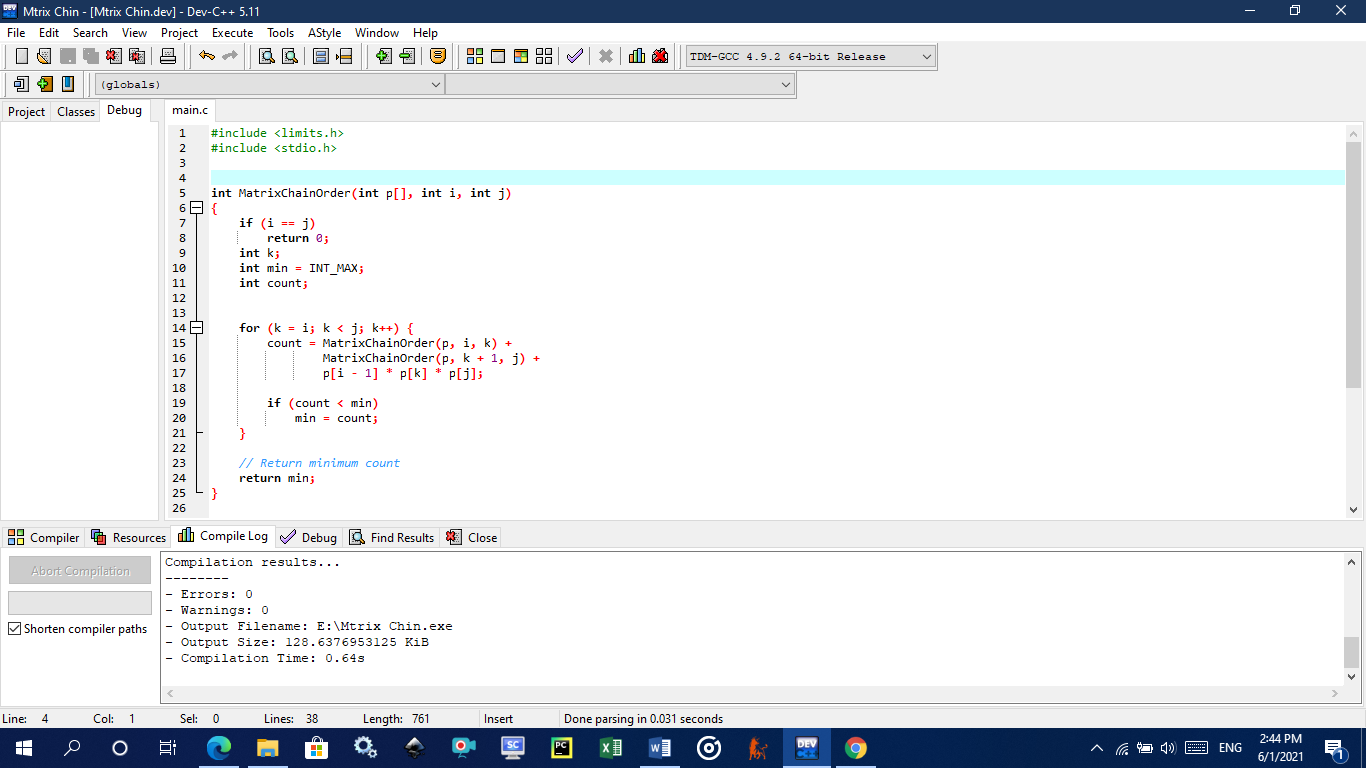 Mtrix Chin - [Mtrix Chin.dev] - Dev-C++ 5.11
File Edit Search View Project Execute Tools AStyle Window Help
TDM-GCC 4.9.2 64-bit Release
(globals)
Project Classes Debug main.c
1 #include <limits.h>
2 #include <stdio.h>
3
4
5 int MatrixChainOrder(int p[], int i, int j)
6 {
7 if (i == j)
8 return 0;
9 int k;
10 int min = INT_MAX;
11 int count;
12
13
14 for (k = i; k < j; k++) {
15 count = MatrixChainOrder(p, i, k) +
16 MatrixChainOrder(p, k + 1, j) +
17 p[i - 1] * p[k] * p[j];
18
19 if (count < min)
20 min = count;
21 }
22
23 // Return minimum count
24 return min;
25 }
26
Compiler Resources Compile Log Debug Find Results Close
Abort Compilation
Shorten compiler paths
Compilation results...
--------
- Errors: 0
- Warnings: 0
- Output Filename: E:\Mtrix Chin.exe
- Output Size: 128.6376953125 KiB
- Compilation Time: 0.64s
Line: 4 Col: 1 Sel: 0 Lines: 38 Length: 761 Insert Done parsing in 0.031 seconds
SC PC DEV ENG 2:44 PM
6/1/2021 1